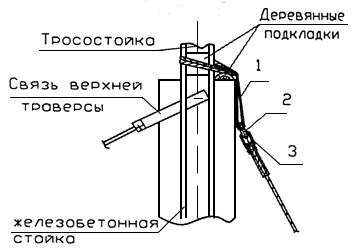 Деревянные
подкладки
Тросостойка
1
Связь верхней
траверсы
2
3
железобетонная
стойка